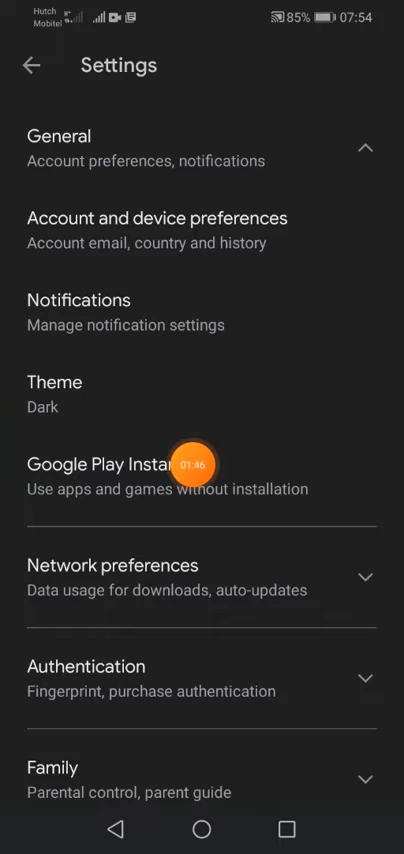 Hutch
Mobitel
85%
07:54
Settings
General
Account preferences, notifications
Account and device preferences
Account email, country and history
Notifications
Manage notification settings
Theme
Dark
Google Play
01:46
Use apps and games without installation
Network preferences
Data usage for downloads, auto-updates
Authentication
Fingerprint, purchase authentication
Family
Parental control, parent guide